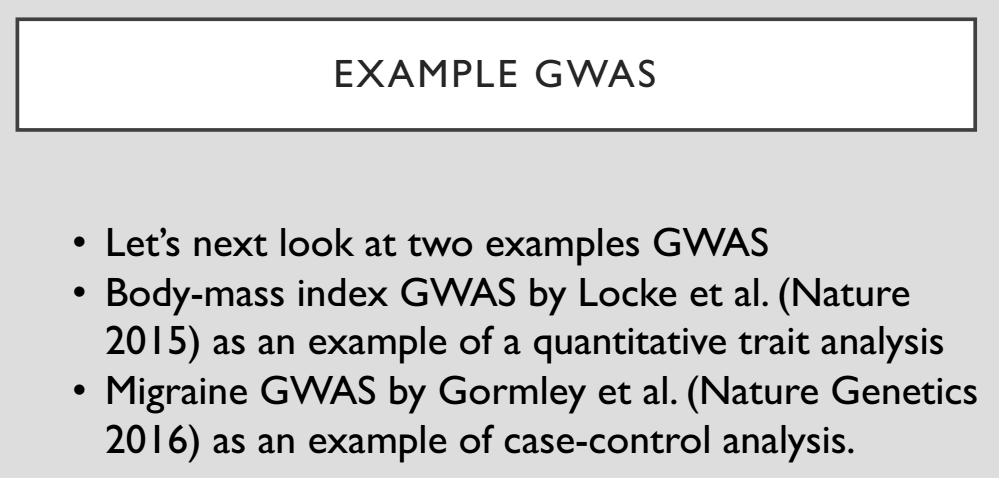 EXAMPLE GWAS
• Let’s next look at two examples GWAS
• Body-mass index GWAS by Locke et al. (Nature
2015) as an example of a quantitative trait analysis
• Migraine GWAS by Gormley et al. (Nature Genetics
2016) as an example of case-control analysis.